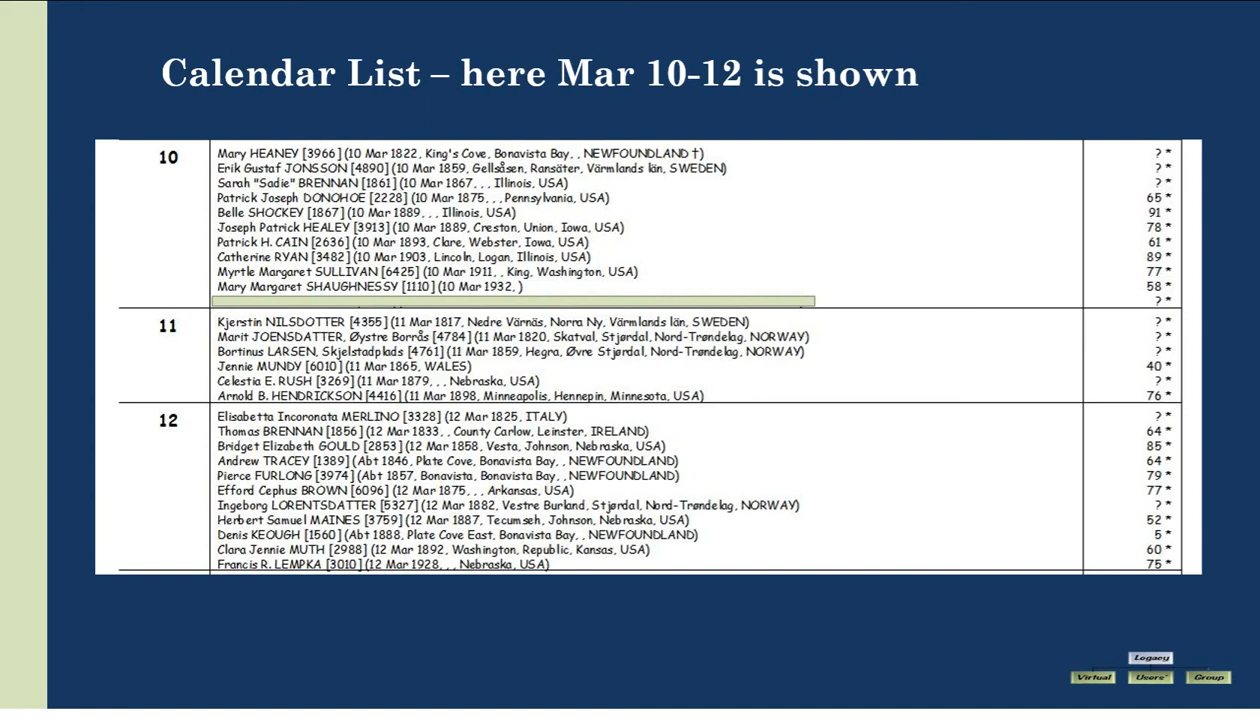 Calendar List – here Mar 10-12 is shown
10 Mary HEANEY [3966] (10 Mar 1822, King's Cove, Bonavista Bay, , NEWFOUNDLAND †) ? *
Erik Gustaf JONSSON [4890] (10 Mar 1859, Gellsåsen, Ransäter, Värmlands län, SWEDEN) ? *
Sarah "Sadie" BRENNAN [1861] (10 Mar 1867, , , Illinois, USA) ? *
Patrick Joseph DONOHOE [2228] (10 Mar 1875, , , Pennsylvania, USA) 65 *
Belle SHOCKEY [1867] (10 Mar 1889, , , Illinois, USA) 91 *
Joseph Patrick HEALEY [3913] (10 Mar 1889, Creston, Union, Iowa, USA) 78 *
Patrick H. CAIN [2636] (10 Mar 1893, Clare, Webster, Iowa, USA) 61 *
Catherine RYAN [3482] (10 Mar 1903, Lincoln, Logan, Illinois, USA) 89 *
Myrtle Margaret SULLIVAN [6425] (10 Mar 1911, , King, Washington, USA) 77 *
Mary Margaret SHAUGHNESSY [1110] (10 Mar 1932, ) 58 *
? *
11 Kjerstin NILSDOTTER [4355] (11 Mar 1817, Nedre Värnäs, Norra Ny, Värmlands län, SWEDEN) ? *
Marit JOENSDATTER, Øystre Borrås [4784] (11 Mar 1820, Skatval, Stjørdal, Nord-Trøndelag, NORWAY) ? *
Bortinus LARSEN, Skjelstadplads [4761] (11 Mar 1859, Hegra, Øvre Stjørdal, Nord-Trøndelag, NORWAY) ? *
Jennie MUNDY [6010] (11 Mar 1865, WALES) 40 *
Celestia E. RUSH [3269] (11 Mar 1879, , , Nebraska, USA) ? *
Arnold B. HENDRICKSON [4416] (11 Mar 1898, Minneapolis, Hennepin, Minnesota, USA) 76 *
12 Elisabetta Incoronata MERLINO [3328] (12 Mar 1825, ITALY) ? *
Thomas BRENNAN [1856] (12 Mar 1833, , County Carlow, Leinster, IRELAND) 64 *
Bridget Elizabeth GOULD [2853] (12 Mar 1858, Vesta, Johnson, Nebraska, USA) 85 *
Andrew TRACEY [1389] (Abt 1846, Plate Cove, Bonavista Bay, , NEWFOUNDLAND) 64 *
Pierce FURLONG [3974] (Abt 1857, Bonavista, Bonavista Bay, , NEWFOUNDLAND) 79 *
Efford Cephus BROWN [6096] (12 Mar 1875, , , Arkansas, USA) 77 *
Ingeborg LORENTSDATTER [5327] (12 Mar 1882, Vestre Burland, Stjørdal, Nord-Trøndelag, NORWAY) ? *
Herbert Samuel MAINES [3759] (12 Mar 1887, Tecumseh, Johnson, Nebraska, USA) 52 *
Denis KEOUGH [1560] (Abt 1888, Plate Cove East, Bonavista Bay, , NEWFOUNDLAND) 5 *
Clara Jennie MUTH [2988] (12 Mar 1892, Washington, Republic, Kansas, USA) 60 *
Francis R. LEMPKA [3010] (12 Mar 1928, , , Nebraska, USA) 75 *
Legacy
Virtual Users' Group